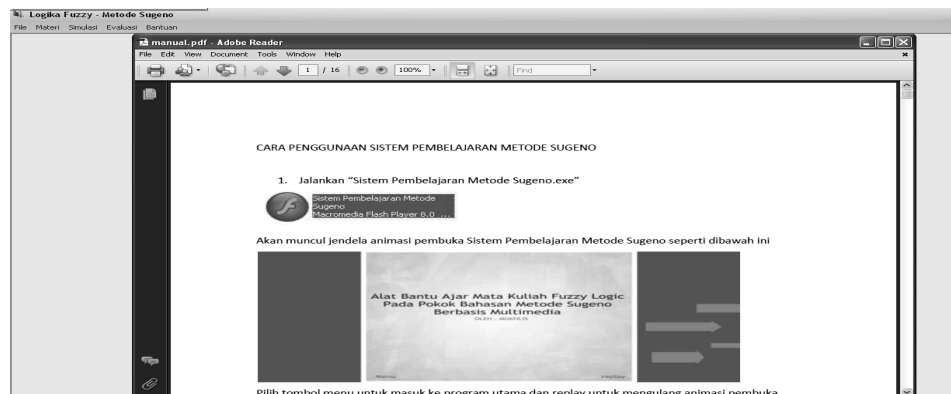 Logika Fuzzy - Metode Sugeno
File Materi Simulasi Evaluasi Bantuan
manual.pdf - Adobe Reader
File Edit View Document Tools Window Help
1 / 16 100% Find
CARA PENGGUNAAN SISTEM PEMBELAJARAN METODE SUGENO
1. Jalankan “Sistem Pembelajaran Metode Sugeno.exe”
Sistem Pembelajaran Metode
Sugeno
Macromedia Flash Player 8.0 ...
Akan muncul jendela animasi pembuka Sistem Pembelajaran Metode Sugeno seperti dibawah ini
Alat Bantu Ajar Mata Kuliah Fuzzy Logic
Pada Pokok Bahasan Metode Sugeno
Berbasis Multimedia
Menu replay
Pilih tombol menu untuk masuk ke program utama dan replay untuk mengulang animasi pembuka